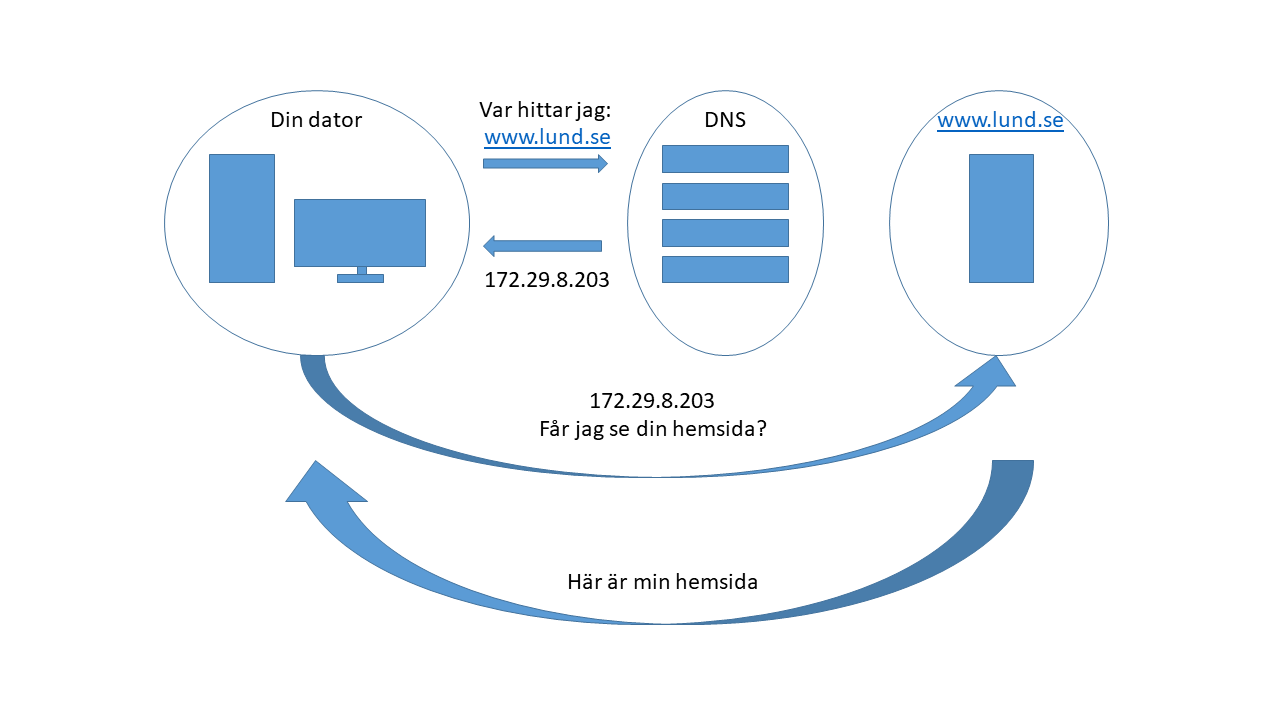 Din dator
Var hittar jag:
www.lund.se
DNS
www.lund.se
172.29.8.203
172.29.8.203
Får jag se din hemsida?
Här är min hemsida